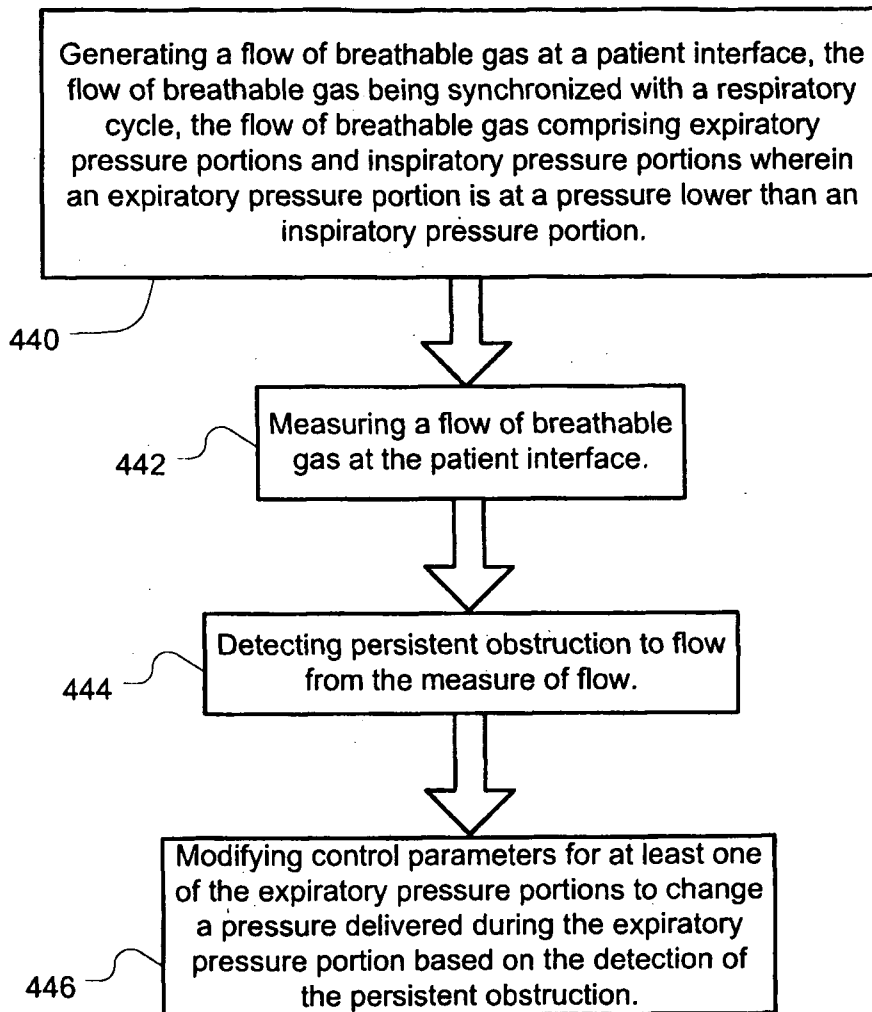 Generating a flow of breathable gas at a patient interface, the
flow of breathable gas being synchronized with a respiratory
cycle, the flow of breathable gas comprising expiratory
pressure portions and inspiratory pressure portions wherein
an expiratory pressure portion is at a pressure lower than an
inspiratory pressure portion.
440
Measuring a flow of breathable
gas at the patient interface.
442
Detecting persistent obstruction to flow
from the measure of flow.
444
Modifying control parameters for at least one
of the expiratory pressure portions to change
a pressure delivered during the expiratory
pressure portion based on the detection of
the persistent obstruction.
446